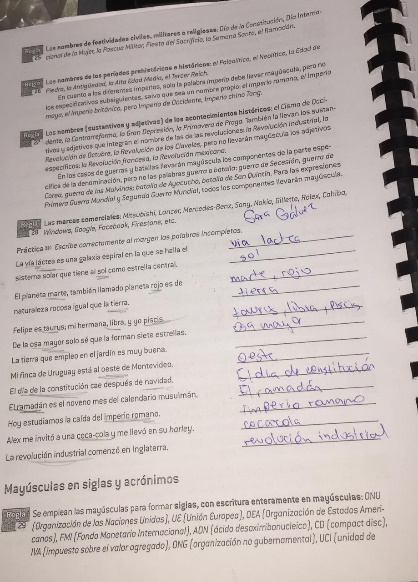 Regla 25 Los nombres de festividades civiles, militares o religiosas: Día de la Constitución, Día Interna-
cional de la Mujer, la Pascua Militar, Fiesta del Sacrificio, la Semana Santa, el Ramadán.
Regla Los nombres de los periodos prehistóricos e históricos: el Paleolítico, el Neolítico, la Edad de
Piedra, la Antigüedad, la Alta Edad Media, el Tercer Reich.
En cuanto a los diferentes imperios, solo la palabra imperio debe llevar mayúscula, pero no
los especificativos subsiguientes, salvo que sea un nombre propio: el Imperio romano, el Imperio
maya, el Imperio británico, pero Imperio de Occidente, Imperio chino Tang.
Regla Los nombres (sustantivos y adjetivos) de los acontecimientos históricos: el Cisma de Occi-
dente, la Contrarreforma, la Gran Depresión, la Primavera de Praga. También la llevan los sustan-
tivos y adjetivos que integran el nombre de las de las revoluciones: la Revolución industrial, la
Revolución de Octubre, la Revolución de los Claveles, pero no llevarán mayúscula los adjetivos
específicos: la Revolución francesa, la Revolución mexicana.
En los casos de guerras y batallas llevarán mayúscula los componentes de la parte espe-
cífica de la denominación, pero no las palabras guerra o batalla: guerra de Secesión, guerra de
Corea, guerra de las Malvinas; batalla de Ayacucho, batalla de San Quintín. Para las expresiones
Primera Guerra Mundial y Segunda Guerra Mundial, todos los componentes llevarán mayúscula.
Regla 28 Las marcas comerciales: Mitsubishi, Lancer, Mercedes-Benz, Sony, Nokia, Gillette, Rolex, Cohiba,
Windows, Google, Facebook, Firestone, etc.
Sara
Práctica Escribe correctamente al margen las palabras incompletas.
La vía láctea es una galaxia espiral en la que se halla el vía lactea
sistema solar que tiene al sol como estrella central. sol
El planeta marte, también llamado planeta rojo es de marte, rojo
naturaleza rocosa igual que la tierra. tierra
Felipe es taurus; mi hermana, libra, y yo piscis. taurus, libra, Piscis
De la osa mayor solo sé que la forman siete estrellas. osa mayor
La tierra que empleo en el jardín es muy buena.
Mi finca de Uruguay está al oeste de Montevideo. oeste
El día de la constitución cae después de navidad. El día de constitución
El ramadán es el noveno mes del calendario musulmán. El ramadán
Hoy estudiamos la caída del imperio romano. imperio romano
Alex me invitó a una coca-cola y me llevó en su harley. cocacola
La revolución industrial comenzó en Inglaterra. revolución industrial
Mayúsculas en siglas y acrónimos
Regla 29 Se emplean las mayúsculas para formar siglas, con escritura enteramente en mayúsculas: ONU
(Organización de las Naciones Unidas), UE (Unión Europea), OEA (Organización de Estados Ameri-
canos), FMI (Fondo Monetario Internacional), ADN (ácido desoxirribonucleico), CD (compact disc),
IVA (impuesto sobre el valor agregado), ONG (organización no gubernamental), UCI (unidad de